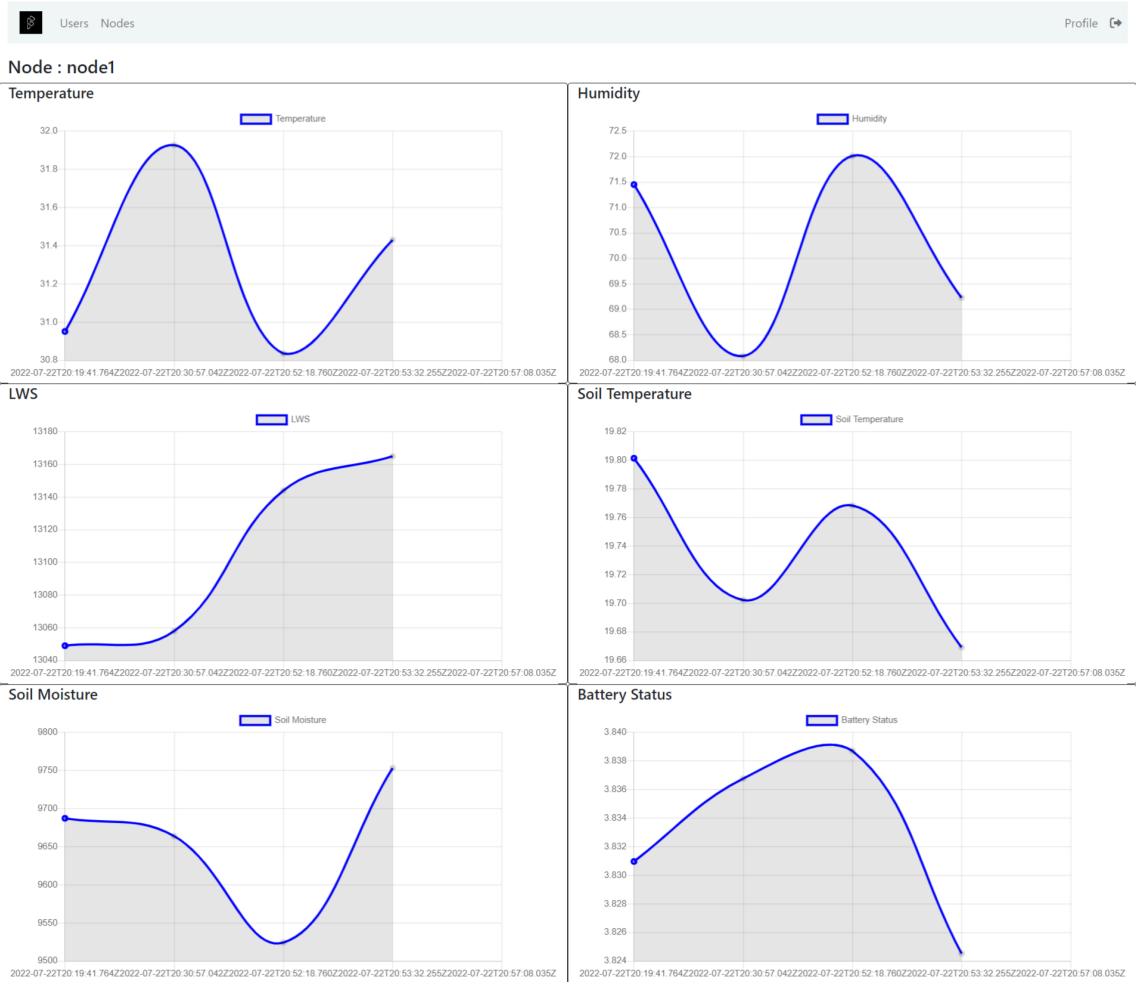 Users Nodes Profile
Node : node1
Temperature
Temperature
32.0
31.8
31.6
31.4
31.2
31.0
30.8
2022-07-22T20:19:41.764Z2022-07-22T20:30:57.042Z2022-07-22T20:52:18.760Z2022-07-22T20:53:32.255Z2022-07-22T20:57:08.035Z
Humidity
Humidity
72.5
72.0
71.5
71.0
70.5
70.0
69.5
69.0
68.5
68.0
2022-07-22T20:19:41.764Z2022-07-22T20:30:57.042Z2022-07-22T20:52:18.760Z2022-07-22T20:53:32.255Z2022-07-22T20:57:08.035Z
LWS
LWS
13180
13160
13140
13120
13100
13080
13060
13040
2022-07-22T20:19:41.764Z2022-07-22T20:30:57.042Z2022-07-22T20:52:18.760Z2022-07-22T20:53:32.255Z2022-07-22T20:57:08.035Z
Soil Temperature
Soil Temperature
19.82
19.80
19.78
19.76
19.74
19.72
19.70
19.68
19.66
2022-07-22T20:19:41.764Z2022-07-22T20:30:57.042Z2022-07-22T20:52:18.760Z2022-07-22T20:53:32.255Z2022-07-22T20:57:08.035Z
Soil Moisture
Soil Moisture
9800
9750
9700
9650
9600
9550
9500
2022-07-22T20:19:41.764Z2022-07-22T20:30:57.042Z2022-07-22T20:52:18.760Z2022-07-22T20:53:32.255Z2022-07-22T20:57:08.035Z
Battery Status
Battery Status
3.840
3.838
3.836
3.834
3.832
3.830
3.828
3.826
3.824
2022-07-22T20:19:41.764Z2022-07-22T20:30:57.042Z2022-07-22T20:52:18.760Z2022-07-22T20:53:32.255Z2022-07-22T20:57:08.035Z